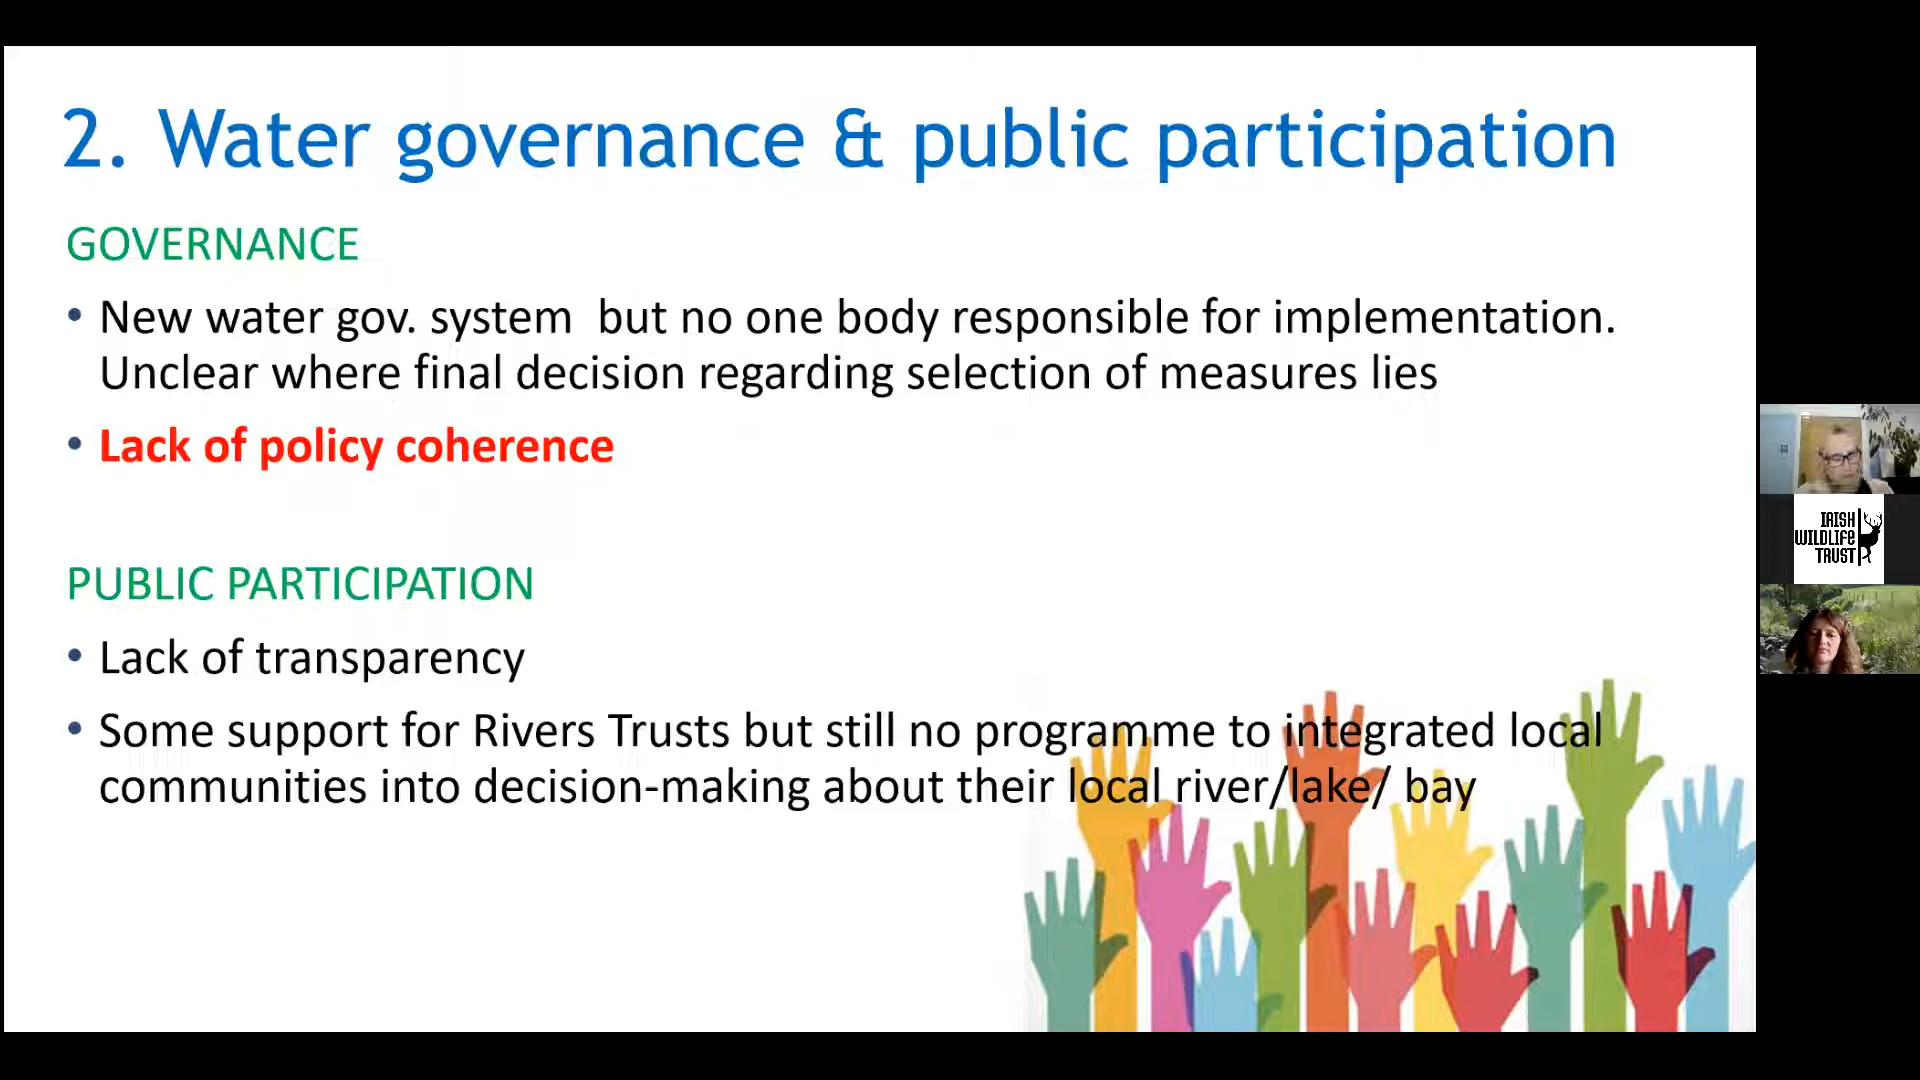 2. Water governance & public participation
GOVERNANCE
• New water gov. system  but no one body responsible for implementation.
Unclear where final decision regarding selection of measures lies
• Lack of policy coherence
PUBLIC PARTICIPATION
• Lack of transparency
• Some support for Rivers Trusts but still no programme to integrated local
communities into decision-making about their local river/lake/ bay
IRISH
WILDLIFE
TRUST